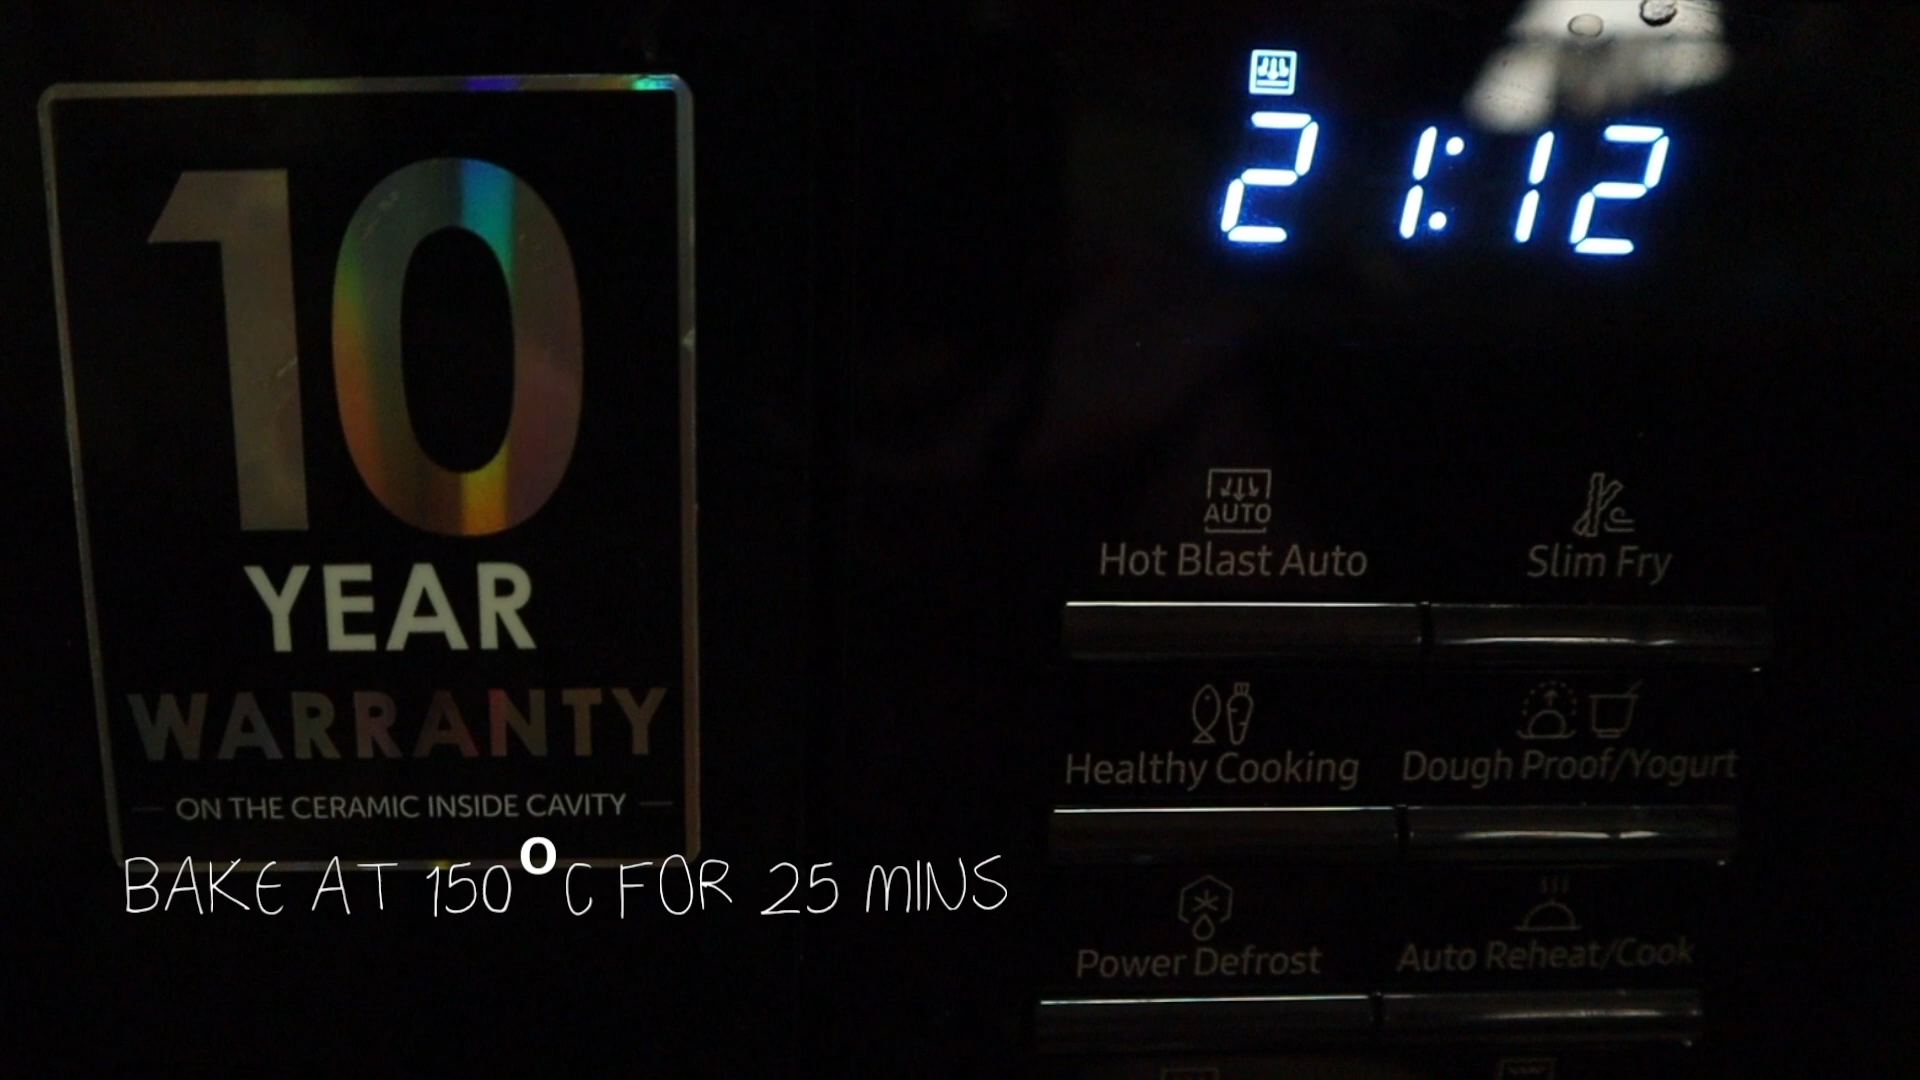 10
YEAR
WARRANTY
ON THE CERAMIC INSIDE CAVITY
BAKE AT 150°C FOR 25 MINS
21:12
AUTO
Hot Blast Auto
Slim Fry
Healthy Cooking
Dough Proof/Yogurt
Power Defrost
Auto Reheat/Cook